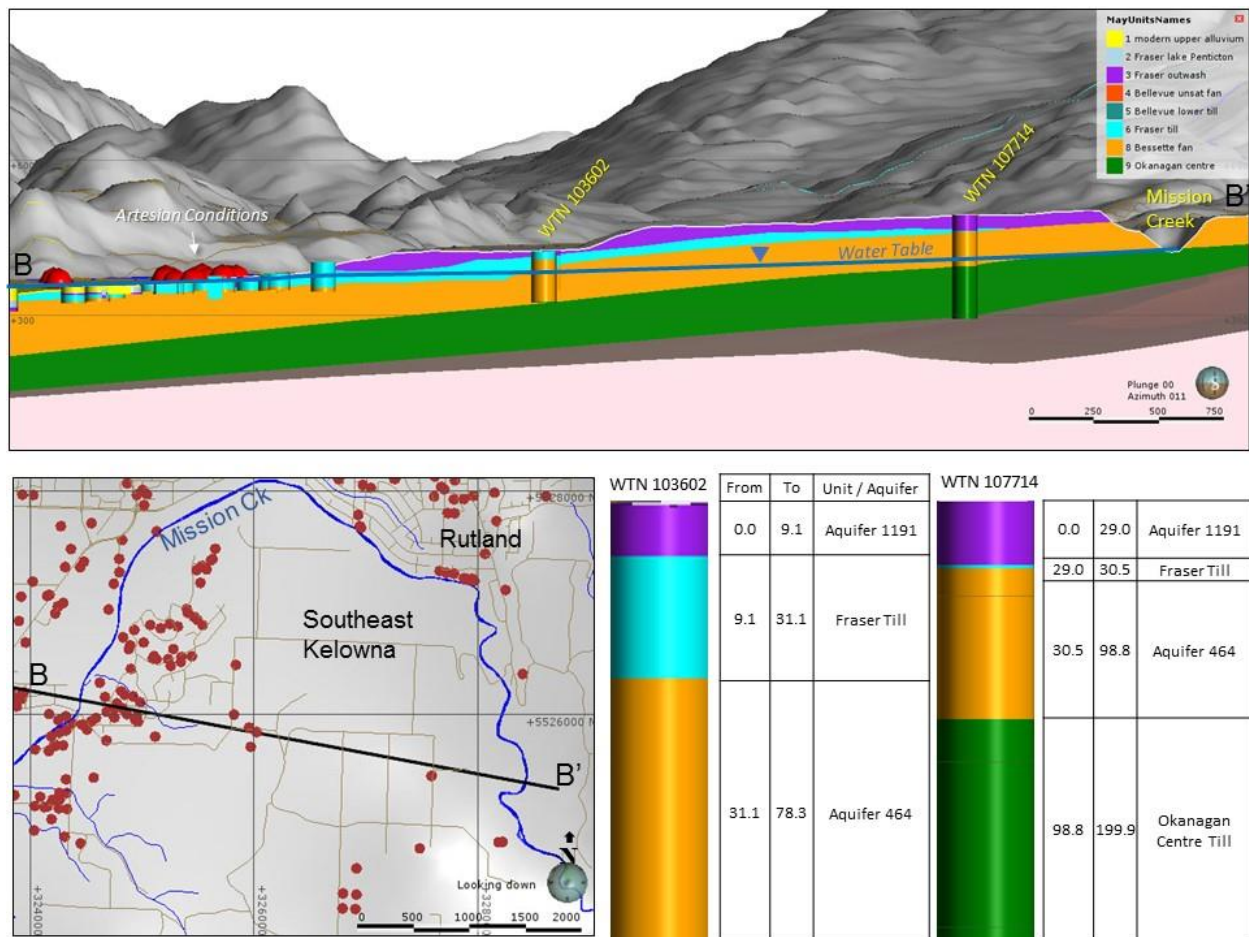 MayUnitsNames
1 modern upper alluvium
2 Fraser lake Penticton
3 Fraser outwash
4 Bellevue unsat fan
5 Bellevue lower till
6 Fraser till
8 Bessette fan
9 Okanagan centre
WTN 103602
WTN 107714
B'
Mission
Creek
Artesian Conditions
B
Water Table
+300
Plunge 00
Azimuth 011
0 250 500 750
Mission Ck
Rutland
Southeast
Kelowna
B
+5526000 N
B'
N
Looking down
+324000
+326000
0 500 1000 1500 2000
WTN 103602
From To Unit / Aquifer
0.0 9.1 Aquifer 1191
9.1 31.1 Fraser Till
31.1 78.3 Aquifer 464
WTN 107714
0.0 29.0 Aquifer 1191
29.0 30.5 Fraser Till
30.5 98.8 Aquifer 464
98.8 199.9 Okanagan
Centre Till